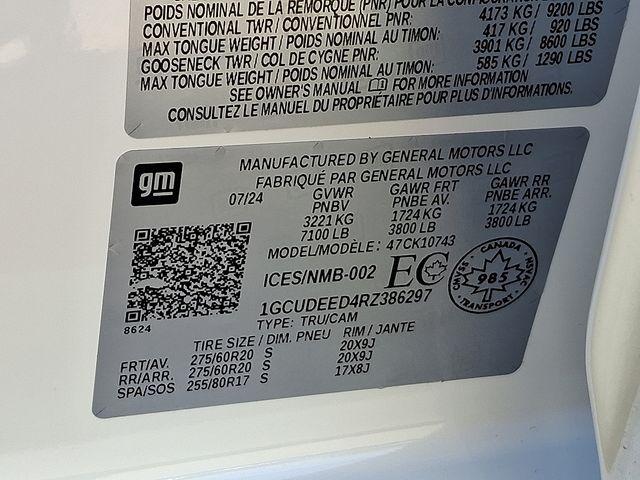 POIDS NOMINAL DE LA REMORQUE (PNR) POUR LA
CONVENTIONAL TWR / CONVENTIONNEL PNR: 4173 KG / 9200 LBS
MAX TONGUE WEIGHT / POIDS NOMINAL AU TIMON: 417 KG / 920 LBS
GOOSENECK TWR / COL DE CYGNE PNR: 3901 KG / 8600 LBS
MAX TONGUE WEIGHT / POIDS NOMINAL AU TIMON: 585 KG / 1290 LBS
SEE OWNER'S MANUAL FOR MORE INFORMATION
CONSULTEZ LE MANUEL DU PROPRIÉTAIRE POUR PLUS D'INFORMATIONS.
gm
MANUFACTURED BY GENERAL MOTORS LLC
FABRIQUÉ PAR GENERAL MOTORS LLC
07/24 GVWR GAWR FRT GAWR RR
PNBV PNBE AV. PNBE ARR.
3221 KG 1724 KG 1724 KG
7100 LB 3800 LB 3800 LB
MODEL/MODÈLE: 47CK10743
ICES/NMB-002 EC
CANADA
CMVSS 985 NSVAC
TRANSPORT
1GCUDEED4RZ386297
8624
TYPE: TRU/CAM
TIRE SIZE / DIM. PNEU RIM / JANTE
FRT/AV. 275/60R20 S 20X9J
RR/ARR. 275/60R20 S 20X9J
SPA/SOS 255/80R17 S 17X8J